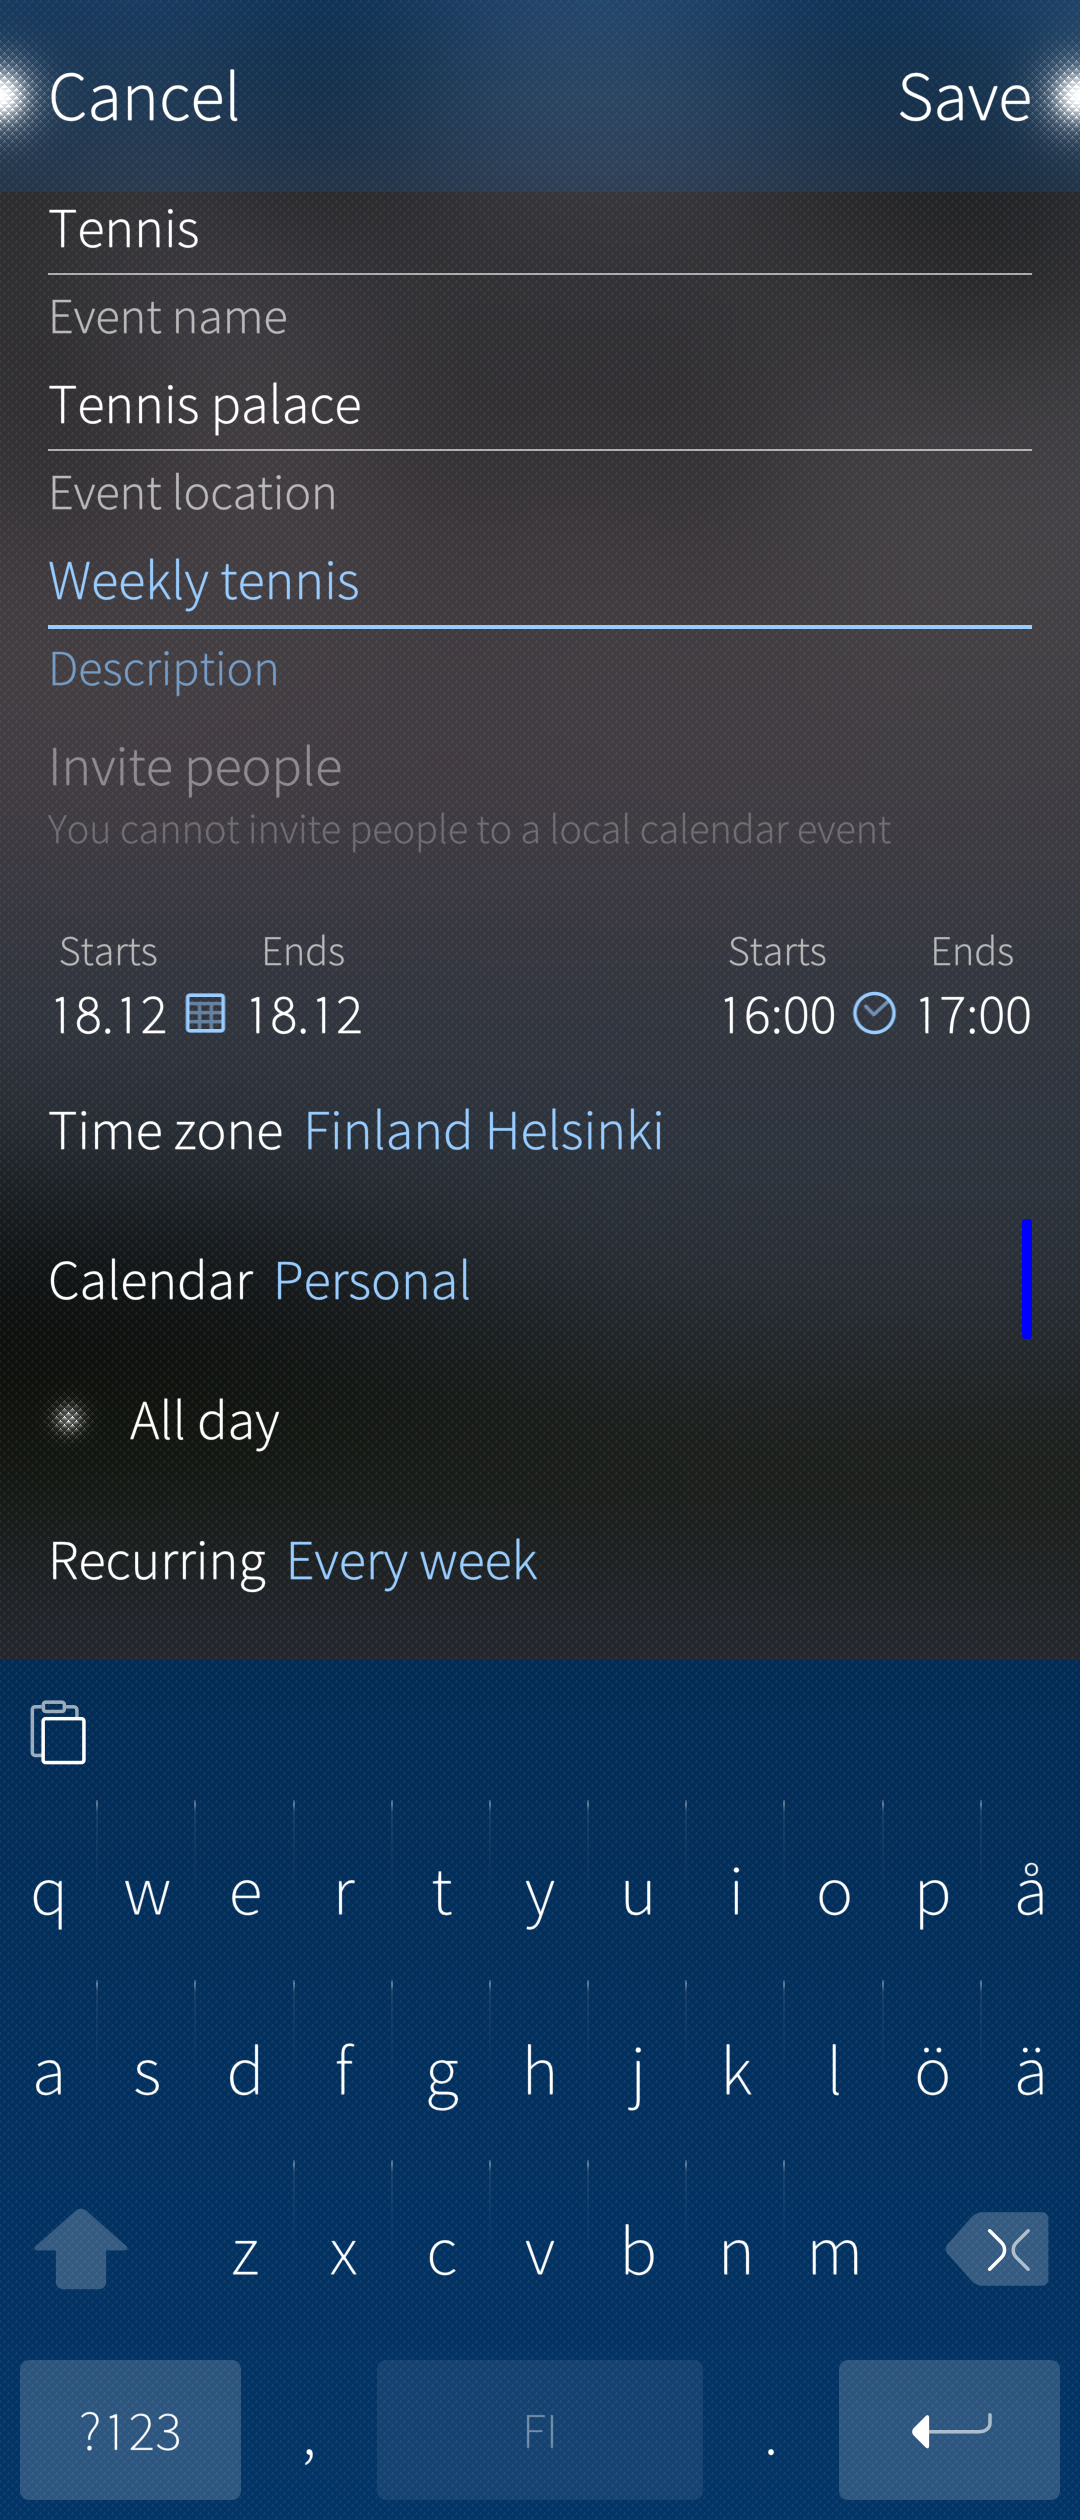 Cancel Save
Tennis
Event name
Tennis palace
Event location
Weekly tennis
Description
Invite people
You cannot invite people to a local calendar event
Starts Ends Starts Ends
18.12 18.12 16:00 17:00
Time zone Finland Helsinki
Calendar Personal
All day
Recurring Every week
q w e r t y u i o p å
a s d f g h j k l ö ä
z x c v b n m
?123 , FI .